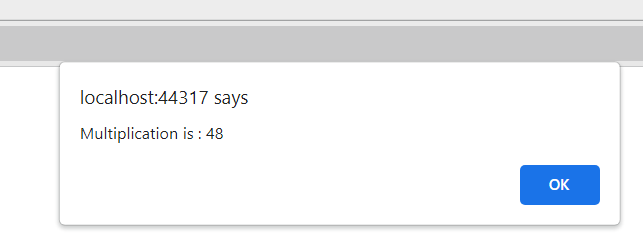 localhost:44317 says
Multiplication is : 48
OK